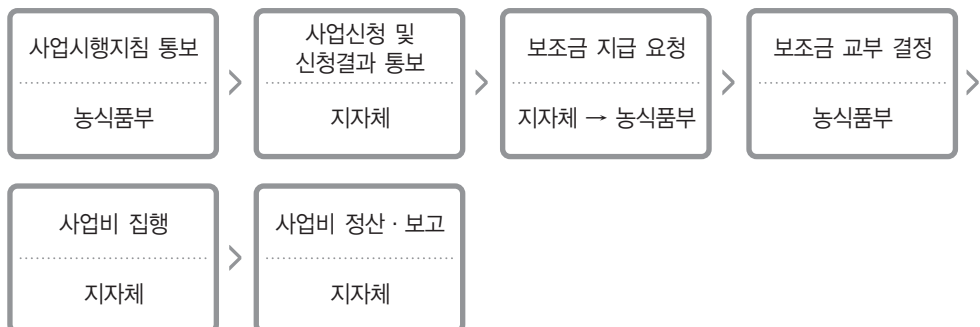 사업시행지침 통보
농식품부
사업신청 및
신청결과 통보
지자체
보조금 지급 요청
지자체 → 농식품부
보조금 교부 결정
농식품부
사업비 집행
지자체
사업비 정산 · 보고
지자체